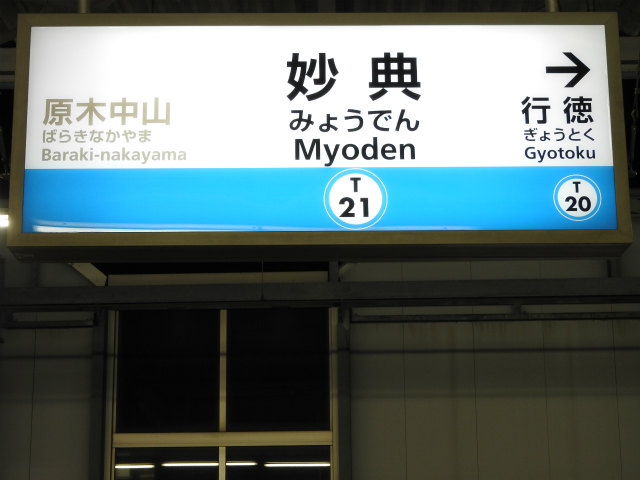 原木中山
ばらきなかやま
Baraki-nakayama
妙典
みょうでん
Myoden
T
21
→
行徳
ぎょうとく
Gyotoku
T
20